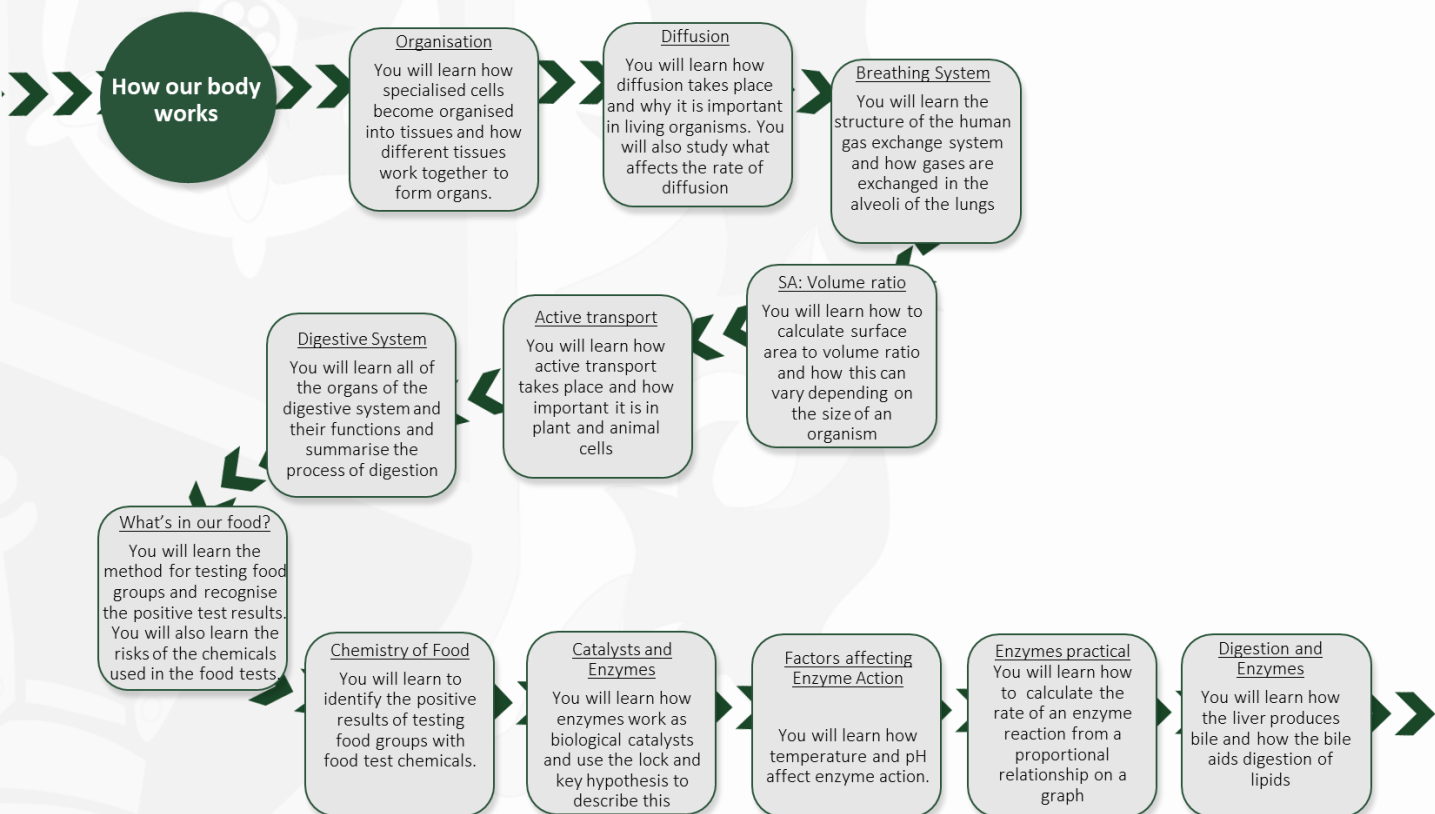 How our body
works
Organisation
You will learn how
specialised cells
become organised
into tissues and how
different tissues
work together to
form organs.
Diffusion
You will learn how
diffusion takes place
and why it is important
in living organisms. You
will also study what
affects the rate of
diffusion
Breathing System
You will learn the
structure of the human
gas exchange system
and how gases are
exchanged in the
alveoli of the lungs
SA: Volume ratio
You will learn how to
calculate surface
area to volume ratio
and how this can
vary depending on
the size of an
organism
Active transport
You will learn how
active transport
takes place and how
important it is in
plant and animal
cells
Digestive System
You will learn all of
the organs of the
digestive system and
their functions and
summarise the
process of digestion
What's in our food?
You will learn the
method for testing food
groups and recognise
the positive test results.
You will also learn the
risks of the chemicals
used in the food tests.
Chemistry of Food
You will learn to
identify the positive
results of testing
food groups with
food test chemicals.
Catalysts and
Enzymes
You will learn how
enzymes work as
biological catalysts
and use the lock and
key hypothesis to
describe this
Factors affecting
Enzyme Action
You will learn how
temperature and pH
affect enzyme action.
Enzymes practical
You will learn how
to calculate the
rate of an enzyme
reaction from a
proportional
relationship on a
graph
Digestion and
Enzymes
You will learn how
the liver produces
bile and how the bile
aids digestion of
lipids